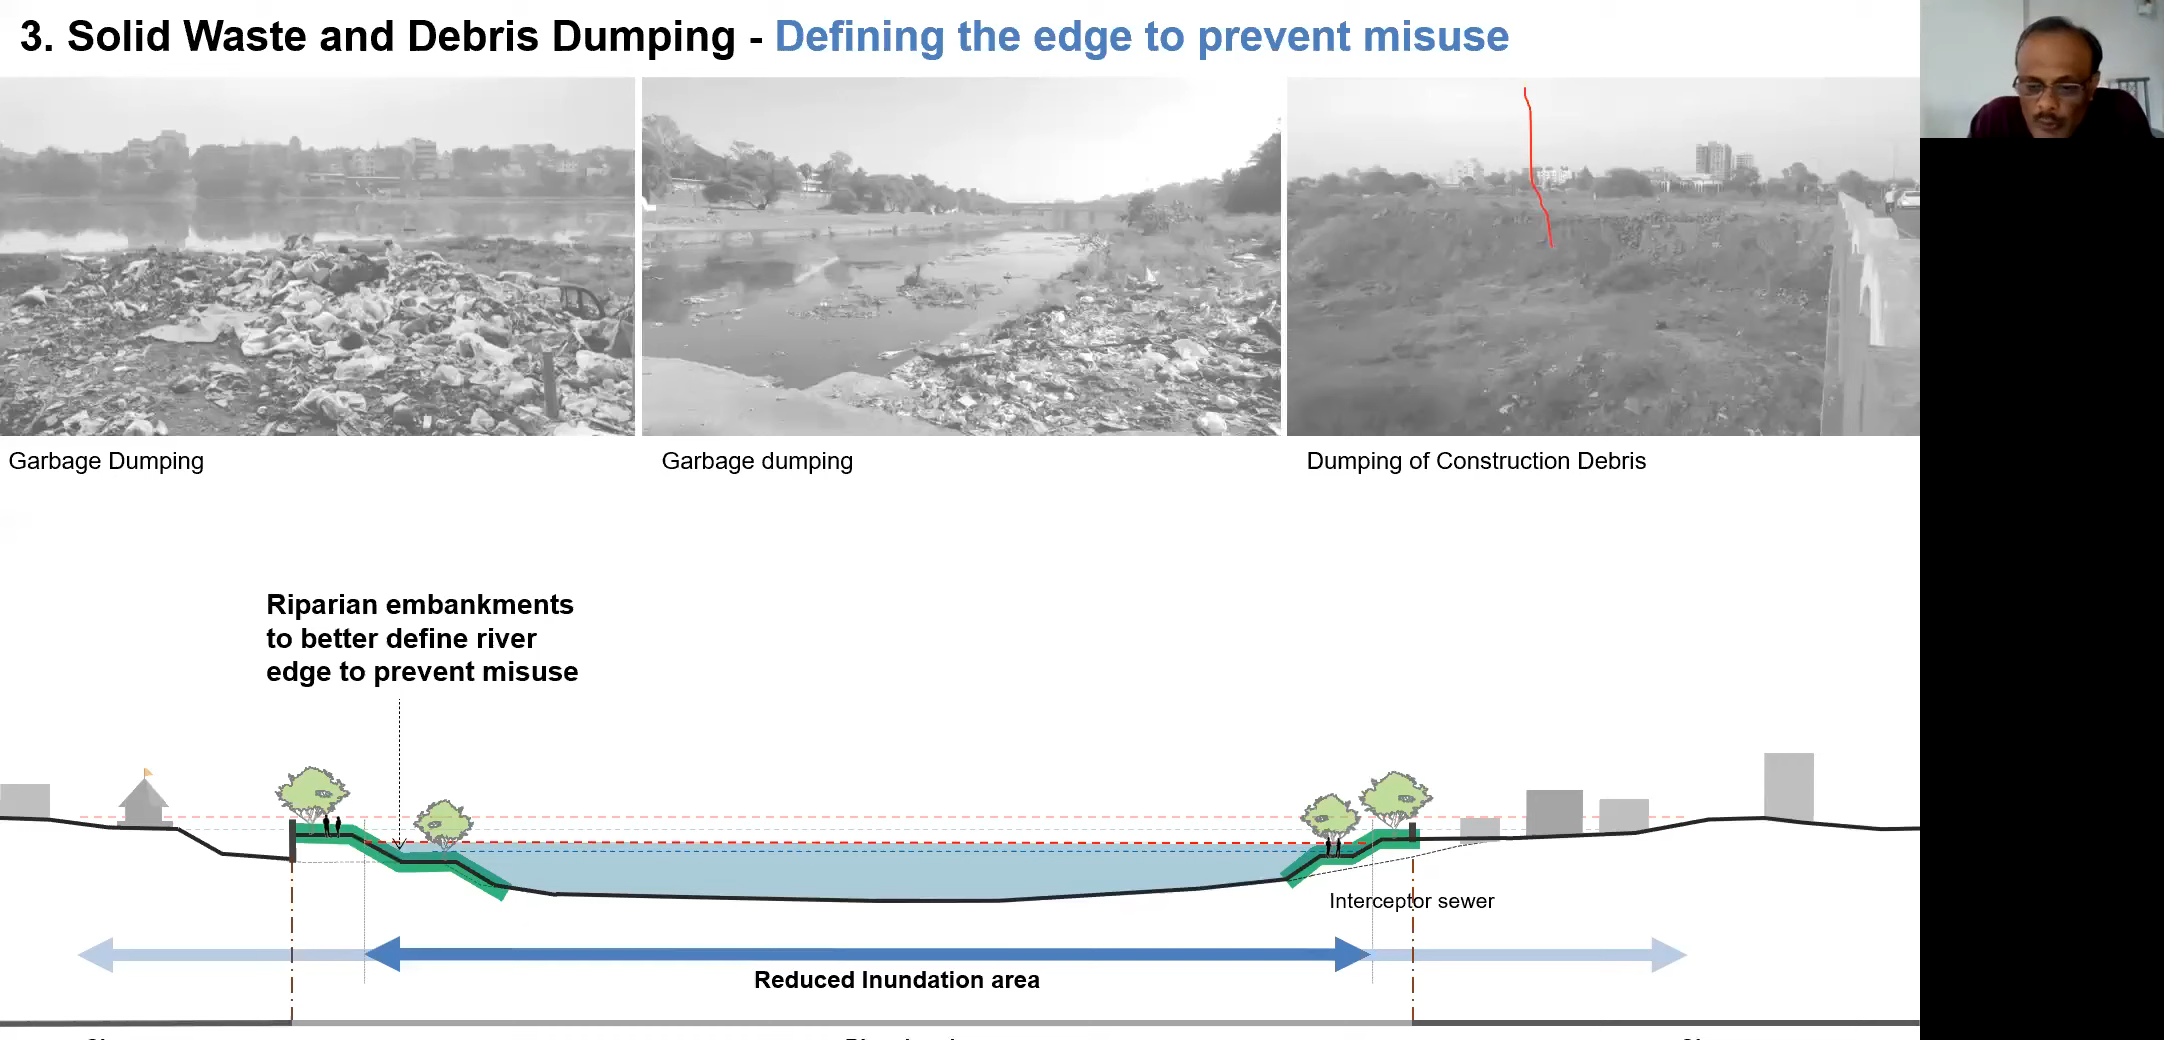 3. Solid Waste and Debris Dumping - Defining the edge to prevent misuse
Garbage Dumping
Garbage dumping
Dumping of Construction Debris
Riparian embankments
to better define river
edge to prevent misuse
Interceptor sewer
Reduced Inundation area